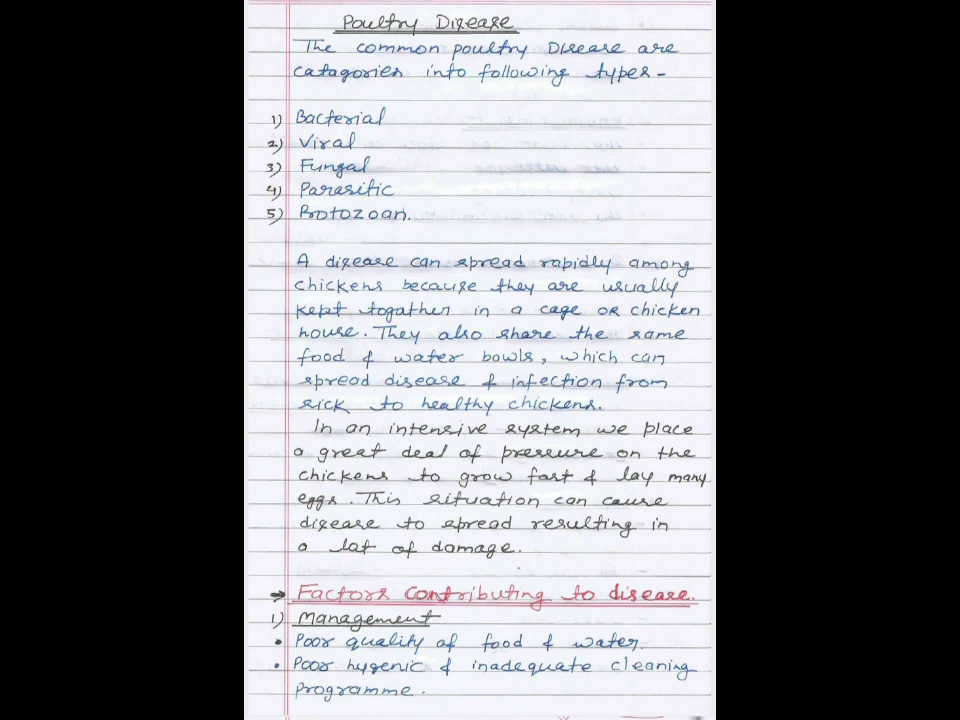 Poultry Disease
The common poultry Disease are
catagories into following types -
1) Bacterial
2) Viral
3) Fungal
4) Parasitic
5) Protozoan.
A disease can spread rapidly among
chickens because they are usually
kept togather in a cage or chicken
house. They also share the same
food & water bowls, which can
spread disease & infection from
sick to healthy chickens.
In an intensive system we place
a great deal of pressure on the
chickens to grow fast & lay many
eggs. This situation can cause
disease to spread resulting in
a lot of damage.
→ Factors Contributing to disease.
1) Management
• Poor quality of food & water.
• Poor hygenic & inadequate cleaning
programme.